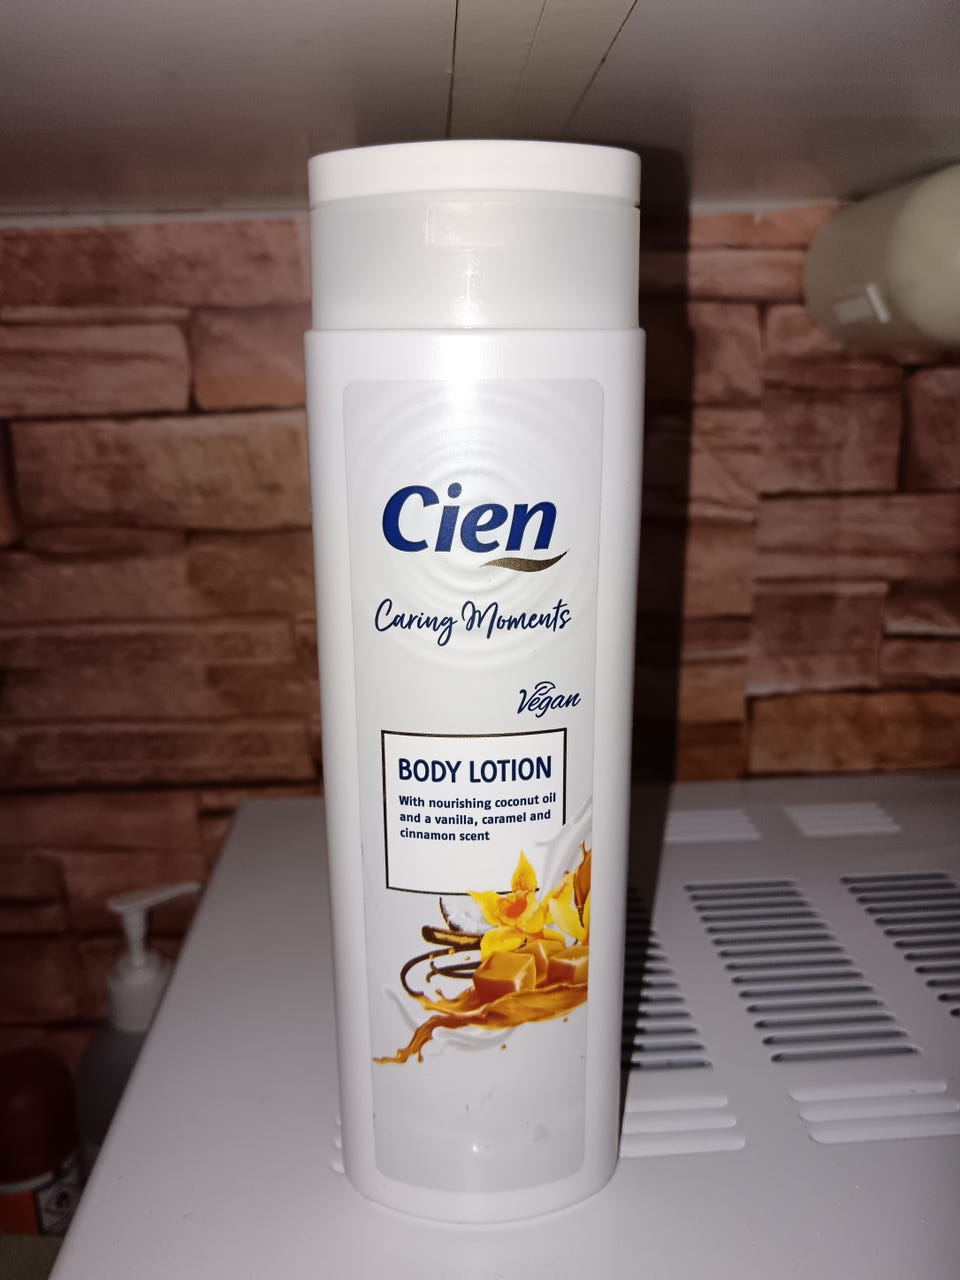 Cien
Caring Moments
Vegan
BODY LOTION
With nourishing coconut oil
and a vanilla, caramel and
cinnamon scent